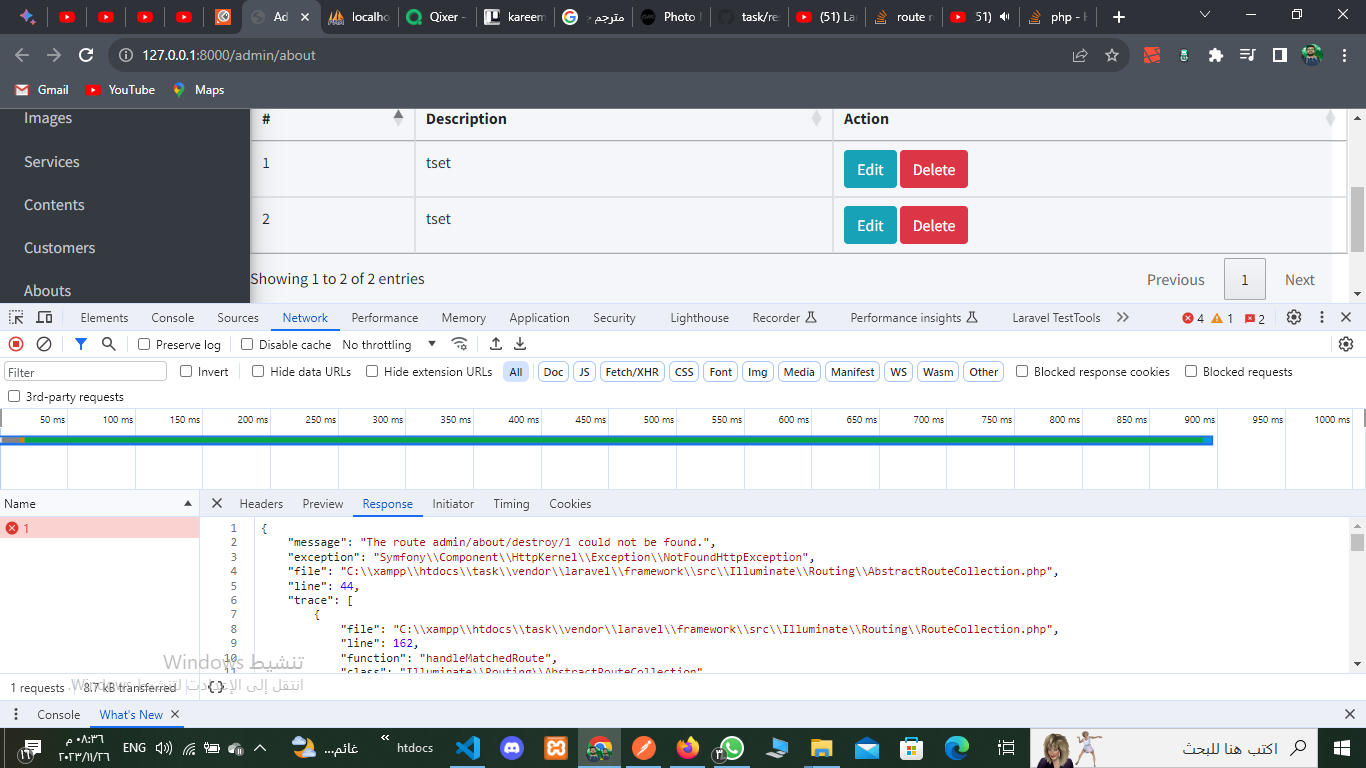 Ad
localho
Qixer -
kareem
مترجم -
Photo
task/re
(51) La
route n
51)
php - H
127.0.0.1:8000/admin/about
Gmail YouTube Maps
Images
Services
Contents
Customers
Abouts
# Description Action
1 tset Edit Delete
2 tset Edit Delete
Showing 1 to 2 of 2 entries
Previous 1 Next
Elements Console Sources Network Performance Memory Application Security Lighthouse Recorder Performance insights Laravel TestTools 4 1 2
Preserve log Disable cache No throttling
Filter Invert Hide data URLs Hide extension URLs All Doc JS Fetch/XHR CSS Font Img Media Manifest WS Wasm Other Blocked response cookies Blocked requests
3rd-party requests
50 ms 100 ms 150 ms 200 ms 250 ms 300 ms 350 ms 400 ms 450 ms 500 ms 550 ms 600 ms 650 ms 700 ms 750 ms 800 ms 850 ms 900 ms 950 ms 1000 ms
Name Headers Preview Response Initiator Timing Cookies
1
1 {
2 "message": "The route admin/about/destroy/1 could not be found.",
3 "exception": "Symfony\\Component\\HttpKernel\\Exception\\NotFoundHttpException",
4 "file": "C:\\xampp\\htdocs\\task\\vendor\\laravel\\framework\\src\\Illuminate\\Routing\\AbstractRouteCollection.php",
5 "line": 44,
6 "trace": [
7 {
8 "file": "C:\\xampp\\htdocs\\task\\vendor\\laravel\\framework\\src\\Illuminate\\Routing\\RouteCollection.php",
9 "line": 162,
10 "function": "handleMatchedRoute",
11 "class": "Illuminate\\Routing\\AbstractRouteCollection"
تنشيط Windows
انتقل إلى الإعدادات لتنشيط Windows.
1 requests 8.7 kB transferred {}
Console What's New
٠٨:٣٦ م
٢٠٢٣/١١/٢٦
ENG
غائم...
htdocs
٣
اكتب هنا للبحث